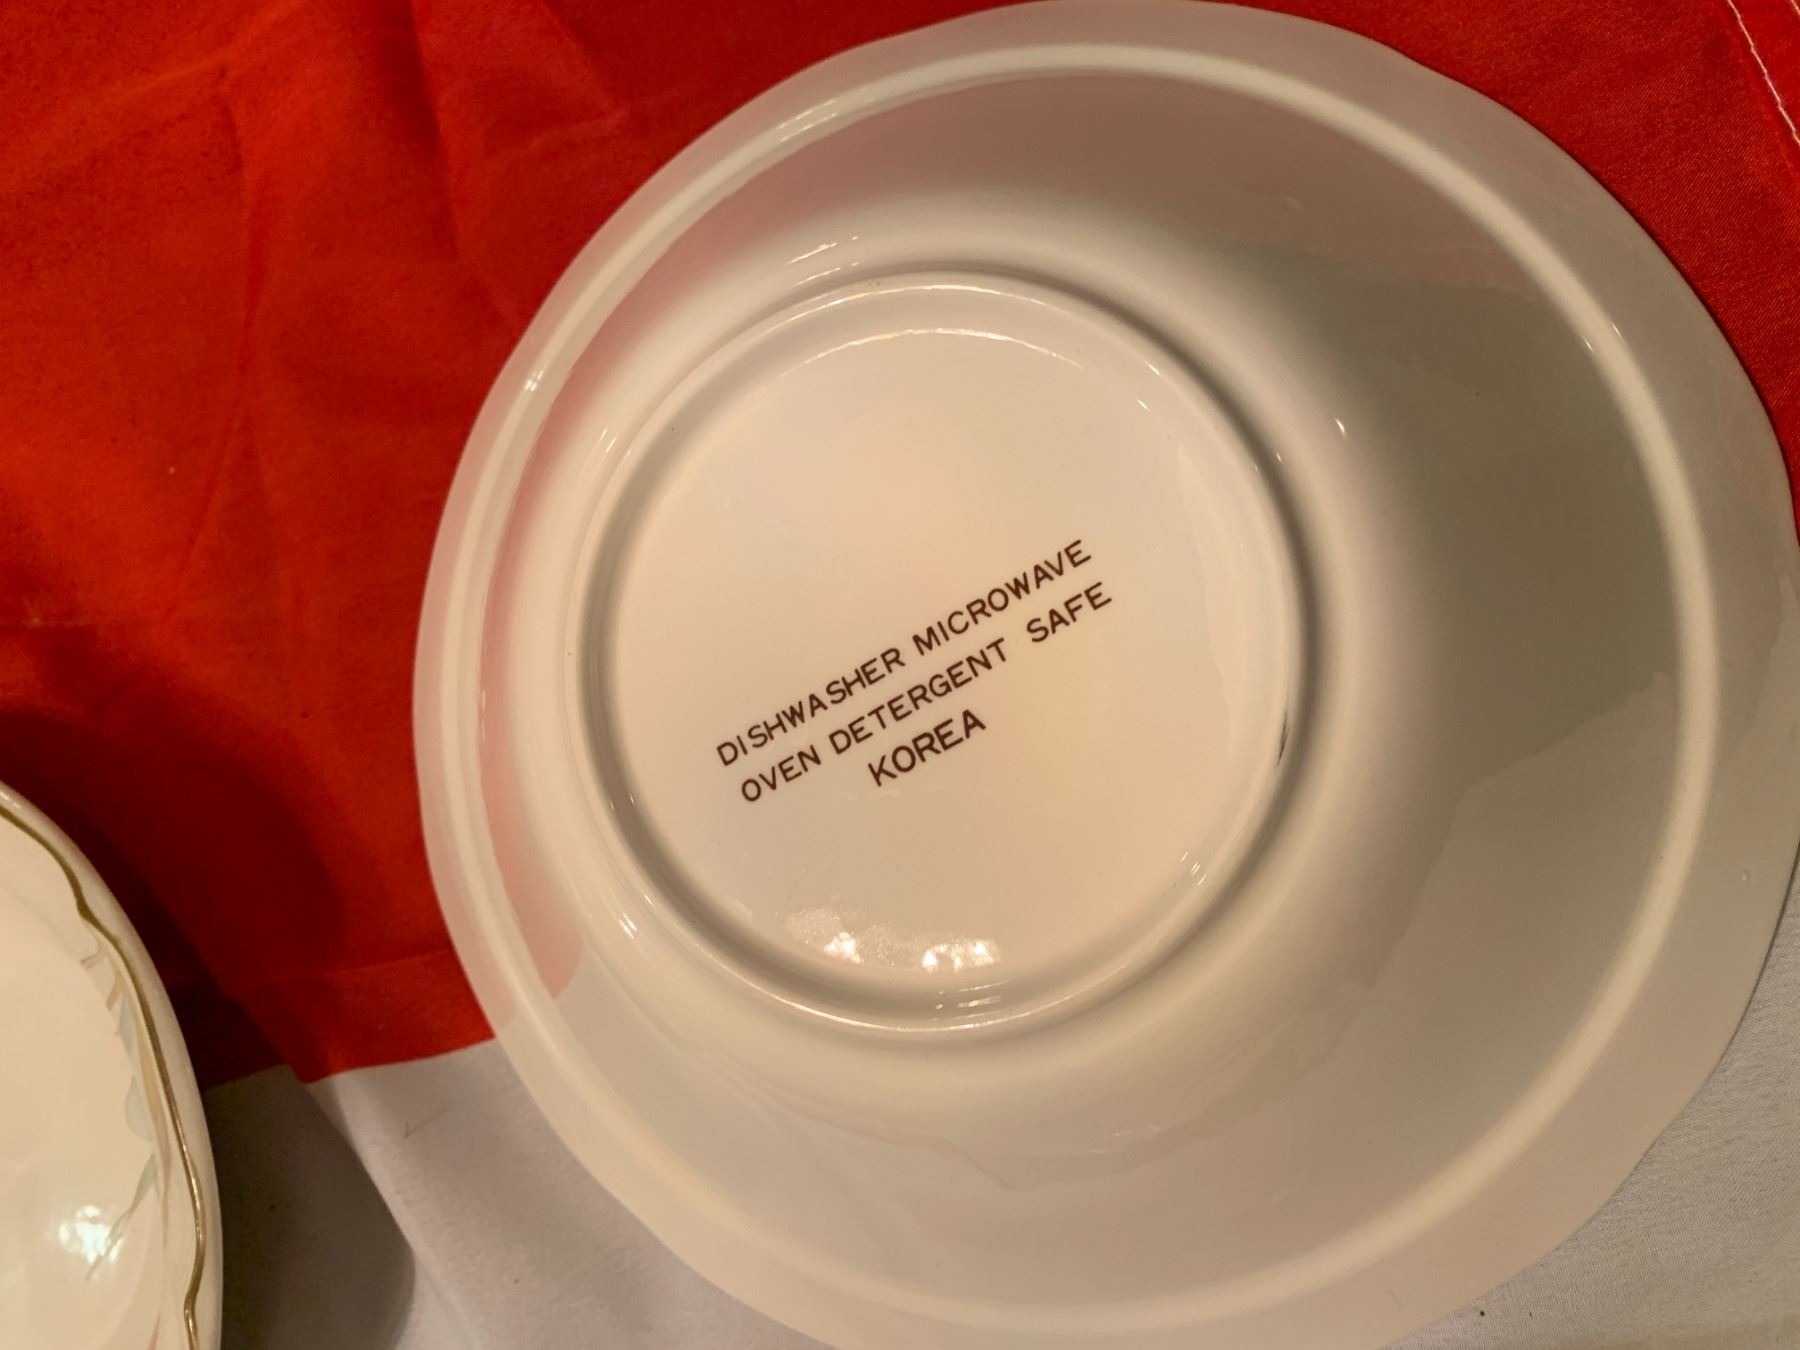 DISHWASHER MICROWAVE
OVEN DETERGENT SAFE
KOREA